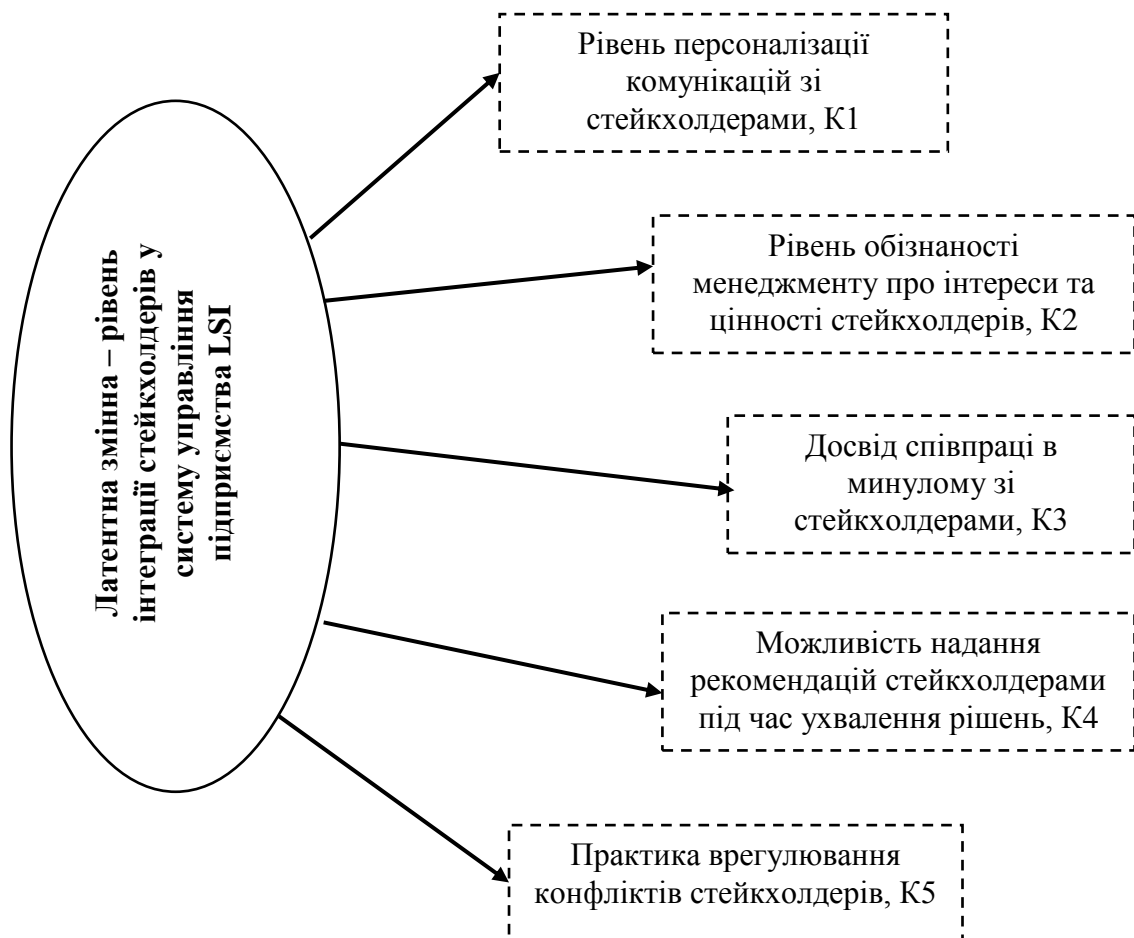 Рівень персоналізації
комунікацій зі
стейкхолдерами, К1
Латентна змінна – рівень
інтеграції стейкхолдерів у
систему управління
підприємства LSI
Рівень обізнаності
менеджменту про інтереси та
цінності стейкхолдерів, К2
Досвід співпраці в
минулому зі
стейкхолдерами, К3
Можливість надання
рекомендацій стейкхолдерами
під час ухвалення рішень, К4
Практика врегулювання
конфліктів стейкхолдерів, К5